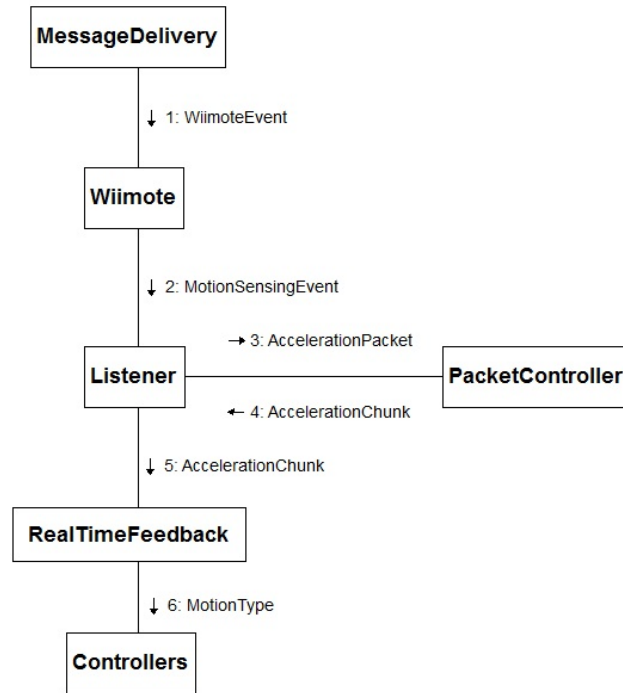 MessageDelivery
1: WiimoteEvent
Wiimote
2: MotionSensingEvent
3: AccelerationPacket
Listener
PacketController
4: AccelerationChunk
5: AccelerationChunk
RealTimeFeedback
6: MotionType
Controllers